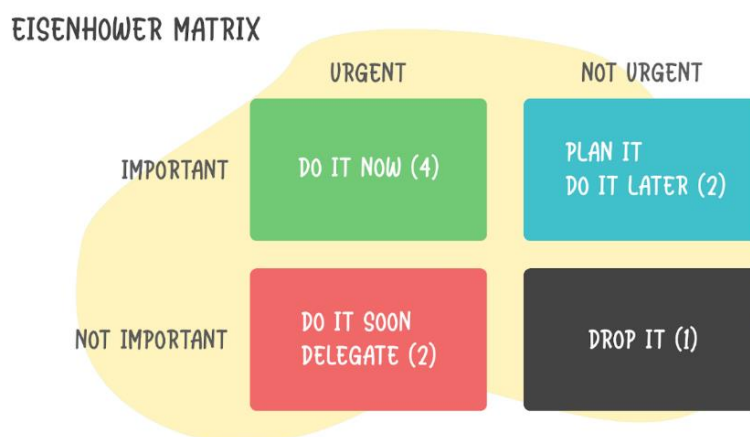 EISENHOWER MATRIX
URGENT
NOT URGENT
IMPORTANT
DO IT NOW (4)
PLAN IT
DO IT LATER (2)
NOT IMPORTANT
DO IT SOON
DELEGATE (2)
DROP IT (1)